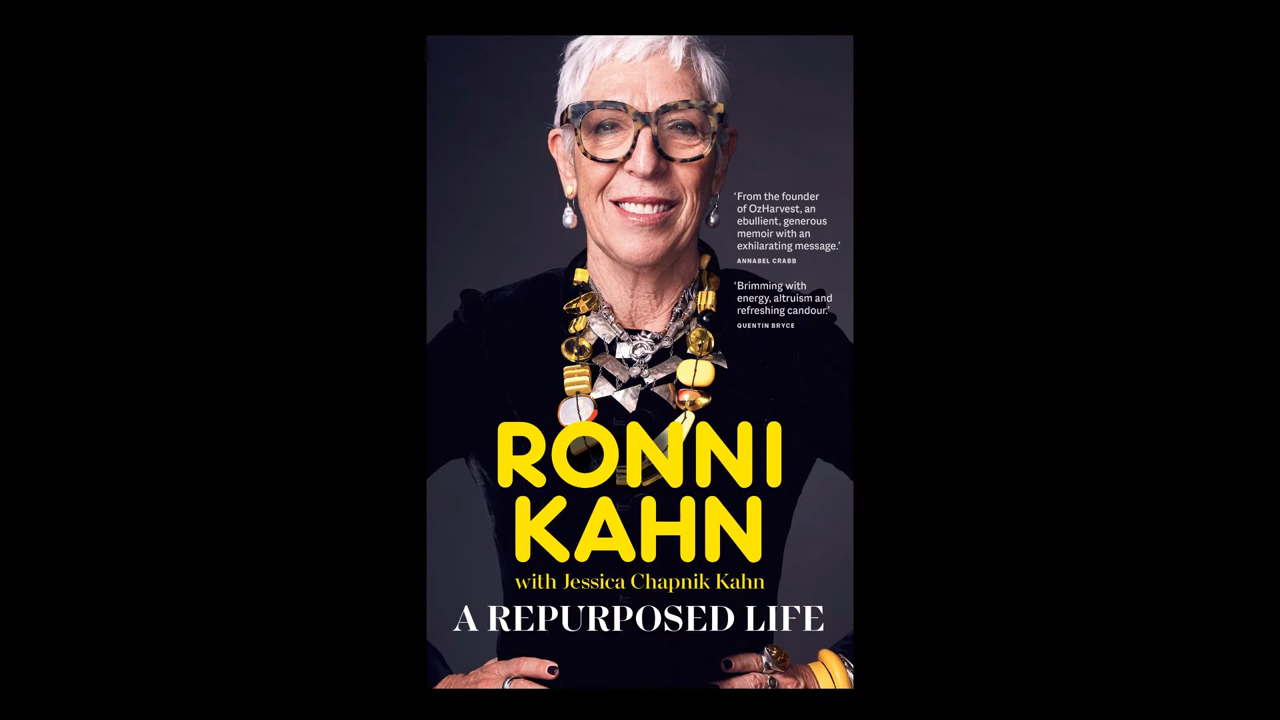 ‘From the founder
of OzHarvest, an
ebullient, generous
memoir with an
exhilarating message.’
ANNABEL CRABB
‘Brimming with
energy, altruism and
refreshing candour.’
QUENTIN BRYCE
RONNI
KAHN
with Jessica Chapnik Kahn
A REPURPOSED LIFE